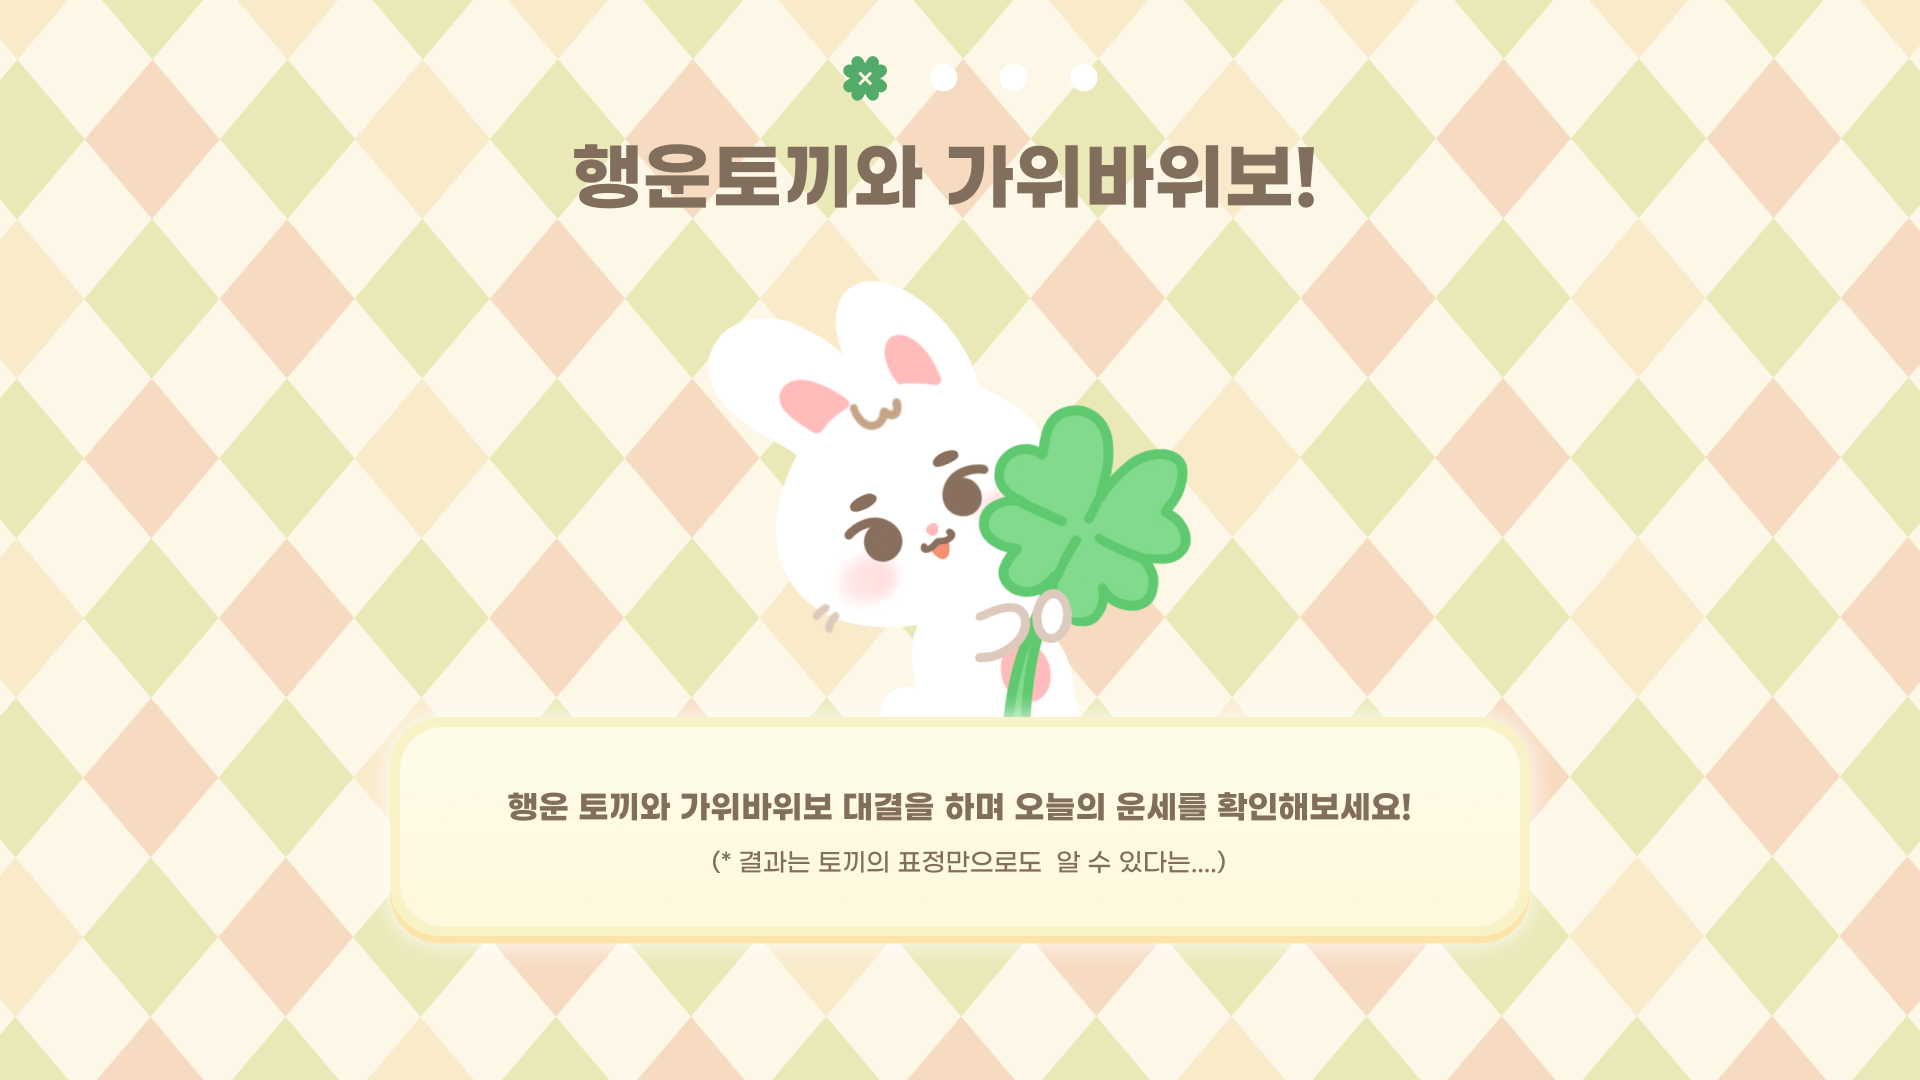 행운토끼와 가위바위보!
행운 토끼와 가위바위보 대결을 하며 오늘의 운세를 확인해보세요!
(* 결과는 토끼의 표정만으로도 알 수 있다는....)